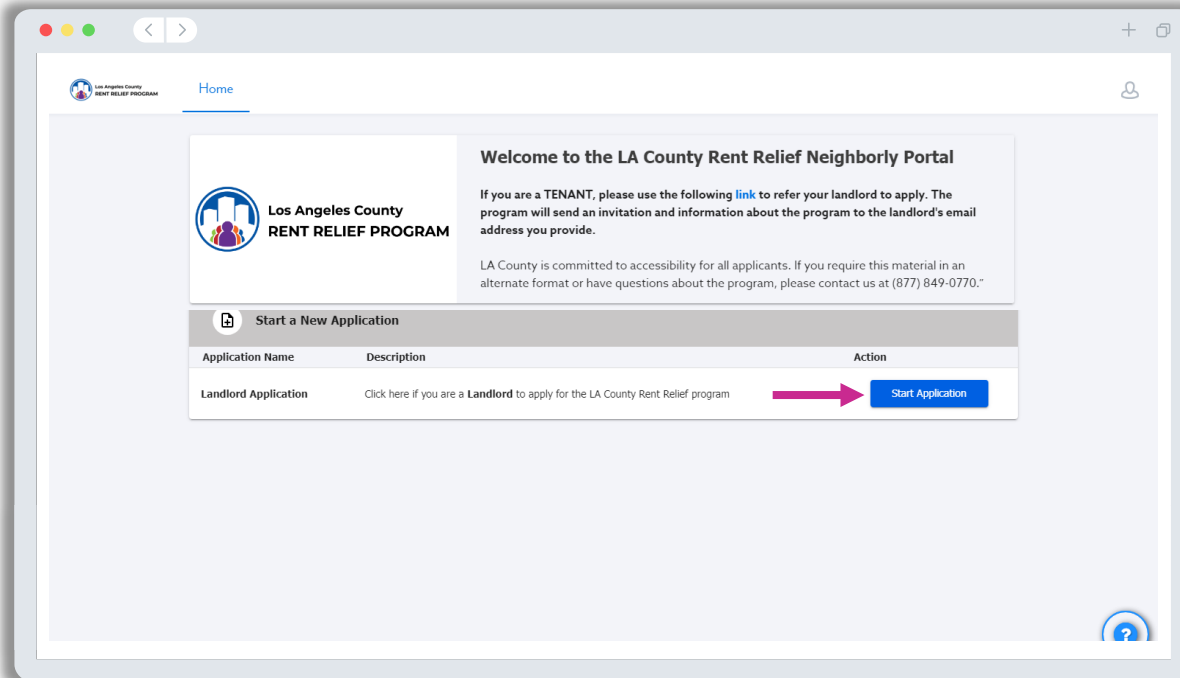 Los Angeles County
RENT RELIEF PROGRAM
Home
Los Angeles County
RENT RELIEF PROGRAM
Welcome to the LA County Rent Relief Neighborly Portal
If you are a TENANT, please use the following link to refer your landlord to apply. The
program will send an invitation and information about the program to the landlord's email
address you provide.
LA County is committed to accessibility for all applicants. If you require this material in an
alternate format or have questions about the program, please contact us at (877) 849-0770.”
Start a New Application
Application Name Description Action
Landlord Application Click here if you are a Landlord to apply for the LA County Rent Relief program Start Application
?